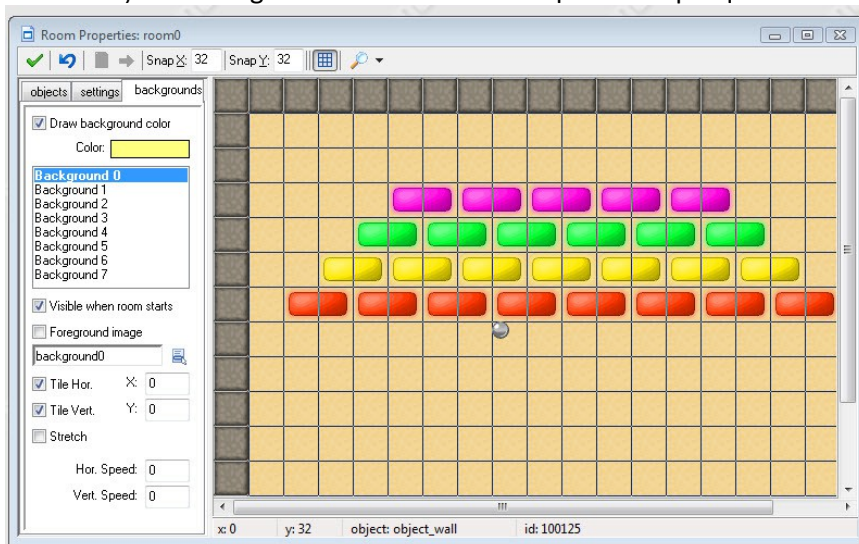 Room Properties: room0
Snap X: 32 Snap Y: 32
objects settings backgrounds
Draw background color
Color:
Background 0
Background 1
Background 2
Background 3
Background 4
Background 5
Background 6
Background 7
Visible when room starts
Foreground image
background0
Tile Hor. X: 0
Tile Vert. Y: 0
Stretch
Hor. Speed: 0
Vert. Speed: 0
x: 0 y: 32 object: object_wall id: 100125